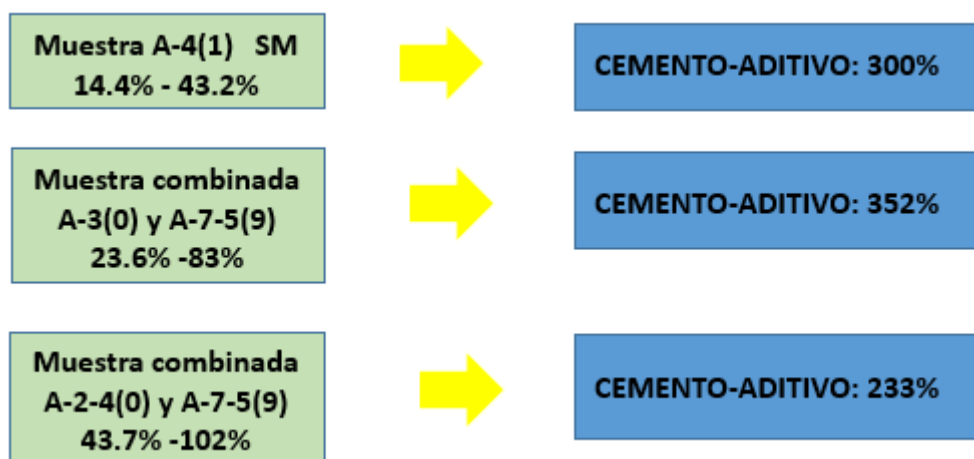 Muestra A-4(1) SM
14.4% - 43.2%
CEMENTO-ADITIVO: 300%
Muestra combinada
A-3(0) y A-7-5(9)
23.6% -83%
CEMENTO-ADITIVO: 352%
Muestra combinada
A-2-4(0) y A-7-5(9)
43.7% -102%
CEMENTO-ADITIVO: 233%